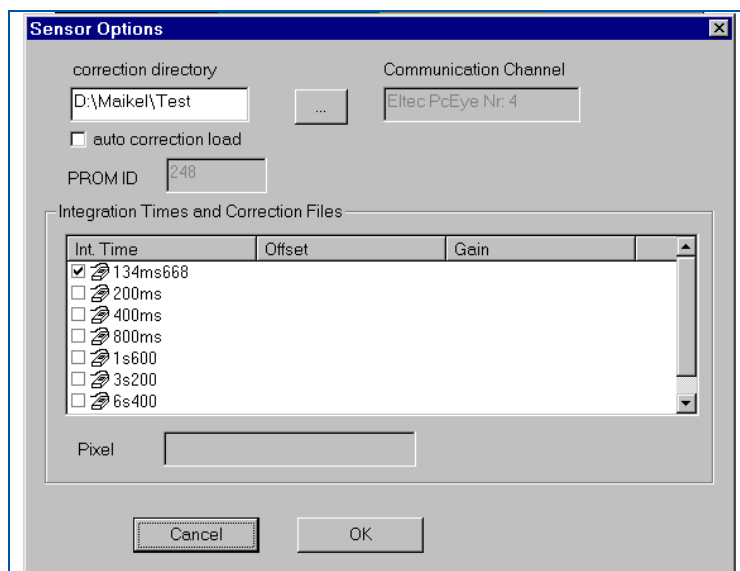 Sensor Options
correction directory
Communication Channel
D:\Maikel\Test
...
Eltec PcEye Nr: 4
auto correction load
PROM ID
248
Integration Times and Correction Files
Int. Time Offset Gain
134ms668
200ms
400ms
800ms
1s600
3s200
6s400
Pixel
Cancel OK